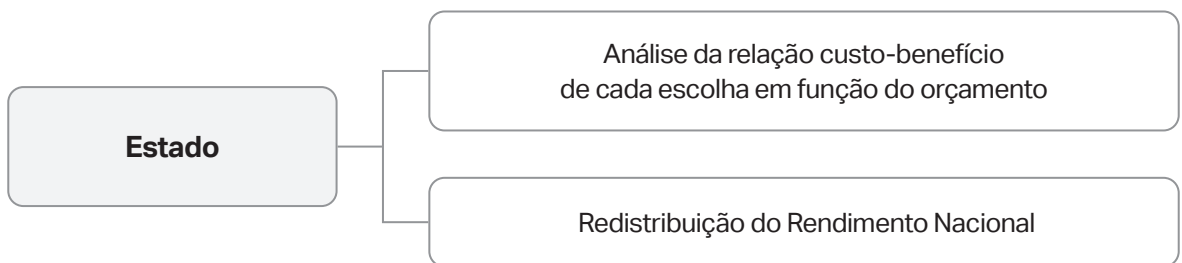 Estado
Análise da relação custo-benefício
de cada escolha em função do orçamento
Redistribuição do Rendimento Nacional